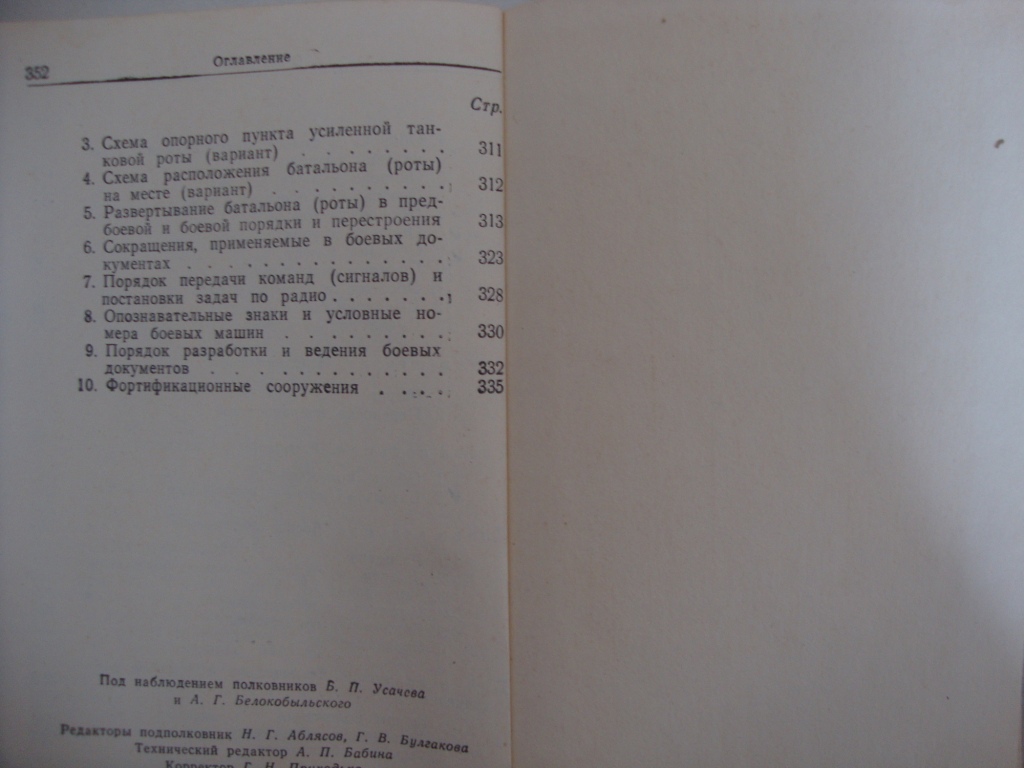 352
Оглавление
Стр.
3. Схема опорного пункта усиленной тан-
ковой роты (вариант) . . . . . . . . 311
4. Схема расположения батальона (роты)
на месте (вариант) . . . . . . . . . 312
5. Развертывание батальона (роты) в пред-
боевой и боевой порядки и перестроения 313
6. Сокращения, применяемые в боевых до-
кументах . . . . . . . . . . . . . 323
7. Порядок передачи команд (сигналов) и
постановки задач по радио . . . . . . . 328
8. Опознавательные знаки и условные но-
мера боевых машин . . . . . . . . . 330
9. Порядок разработки и ведения боевых
документов . . . . . . . . . . . . 332
10. Фортификационные сооружения . . . . 335
Под наблюдением полковников Б. П. Усачева
и А. Г. Белокобыльского
Редакторы подполковник Н. Г. Аблясов, Г. В. Булгакова
Технический редактор А. П. Бабина
Корректор Г. Н.